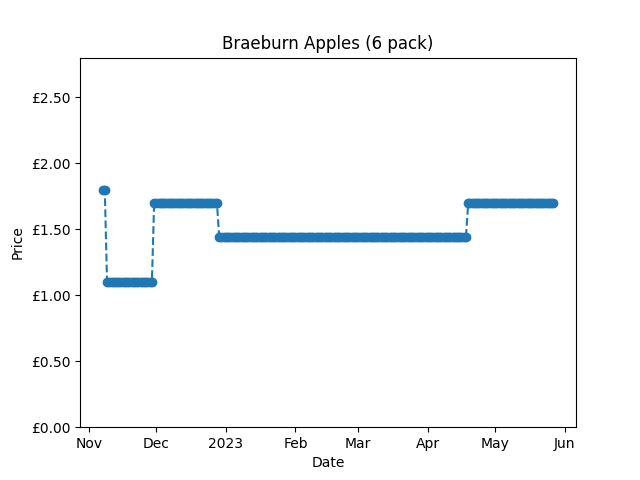 Braeburn Apples (6 pack)
£2.50
£2.00
£1.50
£1.00
£0.50
£0.00
Price
Nov Dec 2023 Feb Mar Apr May Jun
Date